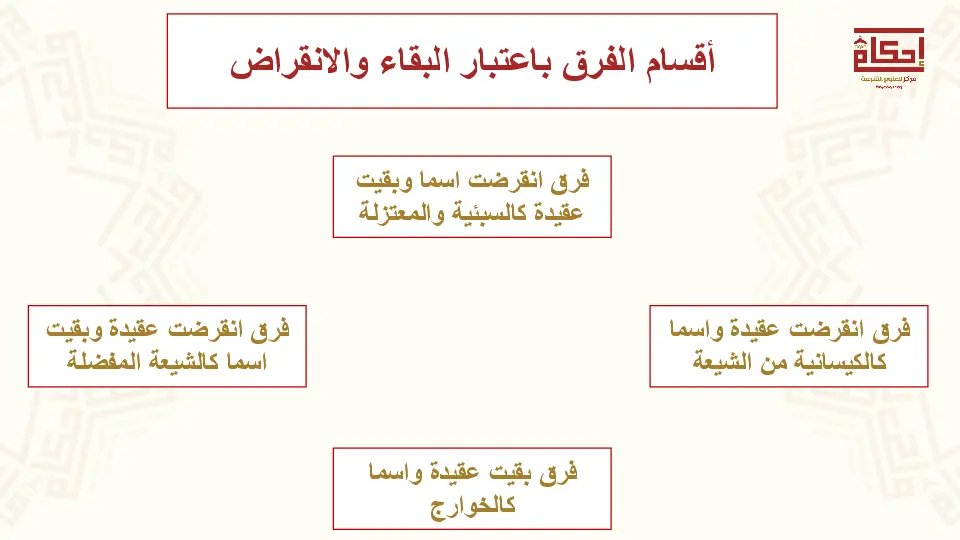 أقسام الفرق باعتبار البقاء والانقراض
إحكام
مركز للعلوم الشرعية
فرق انقرضت اسما وبقيت
عقيدة كالسبئية والمعتزلة
فرق انقرضت عقيدة واسما
كالكيسانية من الشيعة
فرق انقرضت عقيدة وبقيت
اسما كالشيعة المفضلة
فرق بقيت عقيدة واسما
كالخوارج